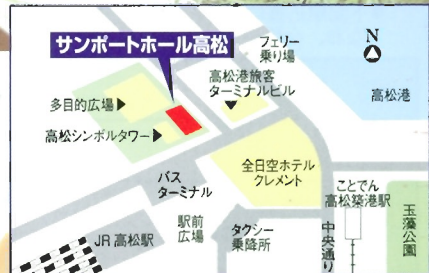 サンポートホール高松
フェリー
乗り場
N
高松港旅客
ターミナルビル
高松港
多目的広場▶
高松シンボルタワー▶
全日空ホテル
クレメント
バス
ターミナル
ことでん
高松築港駅
駅前
広場
タクシー
乗降所
JR高松駅
中央通り
玉藻公園